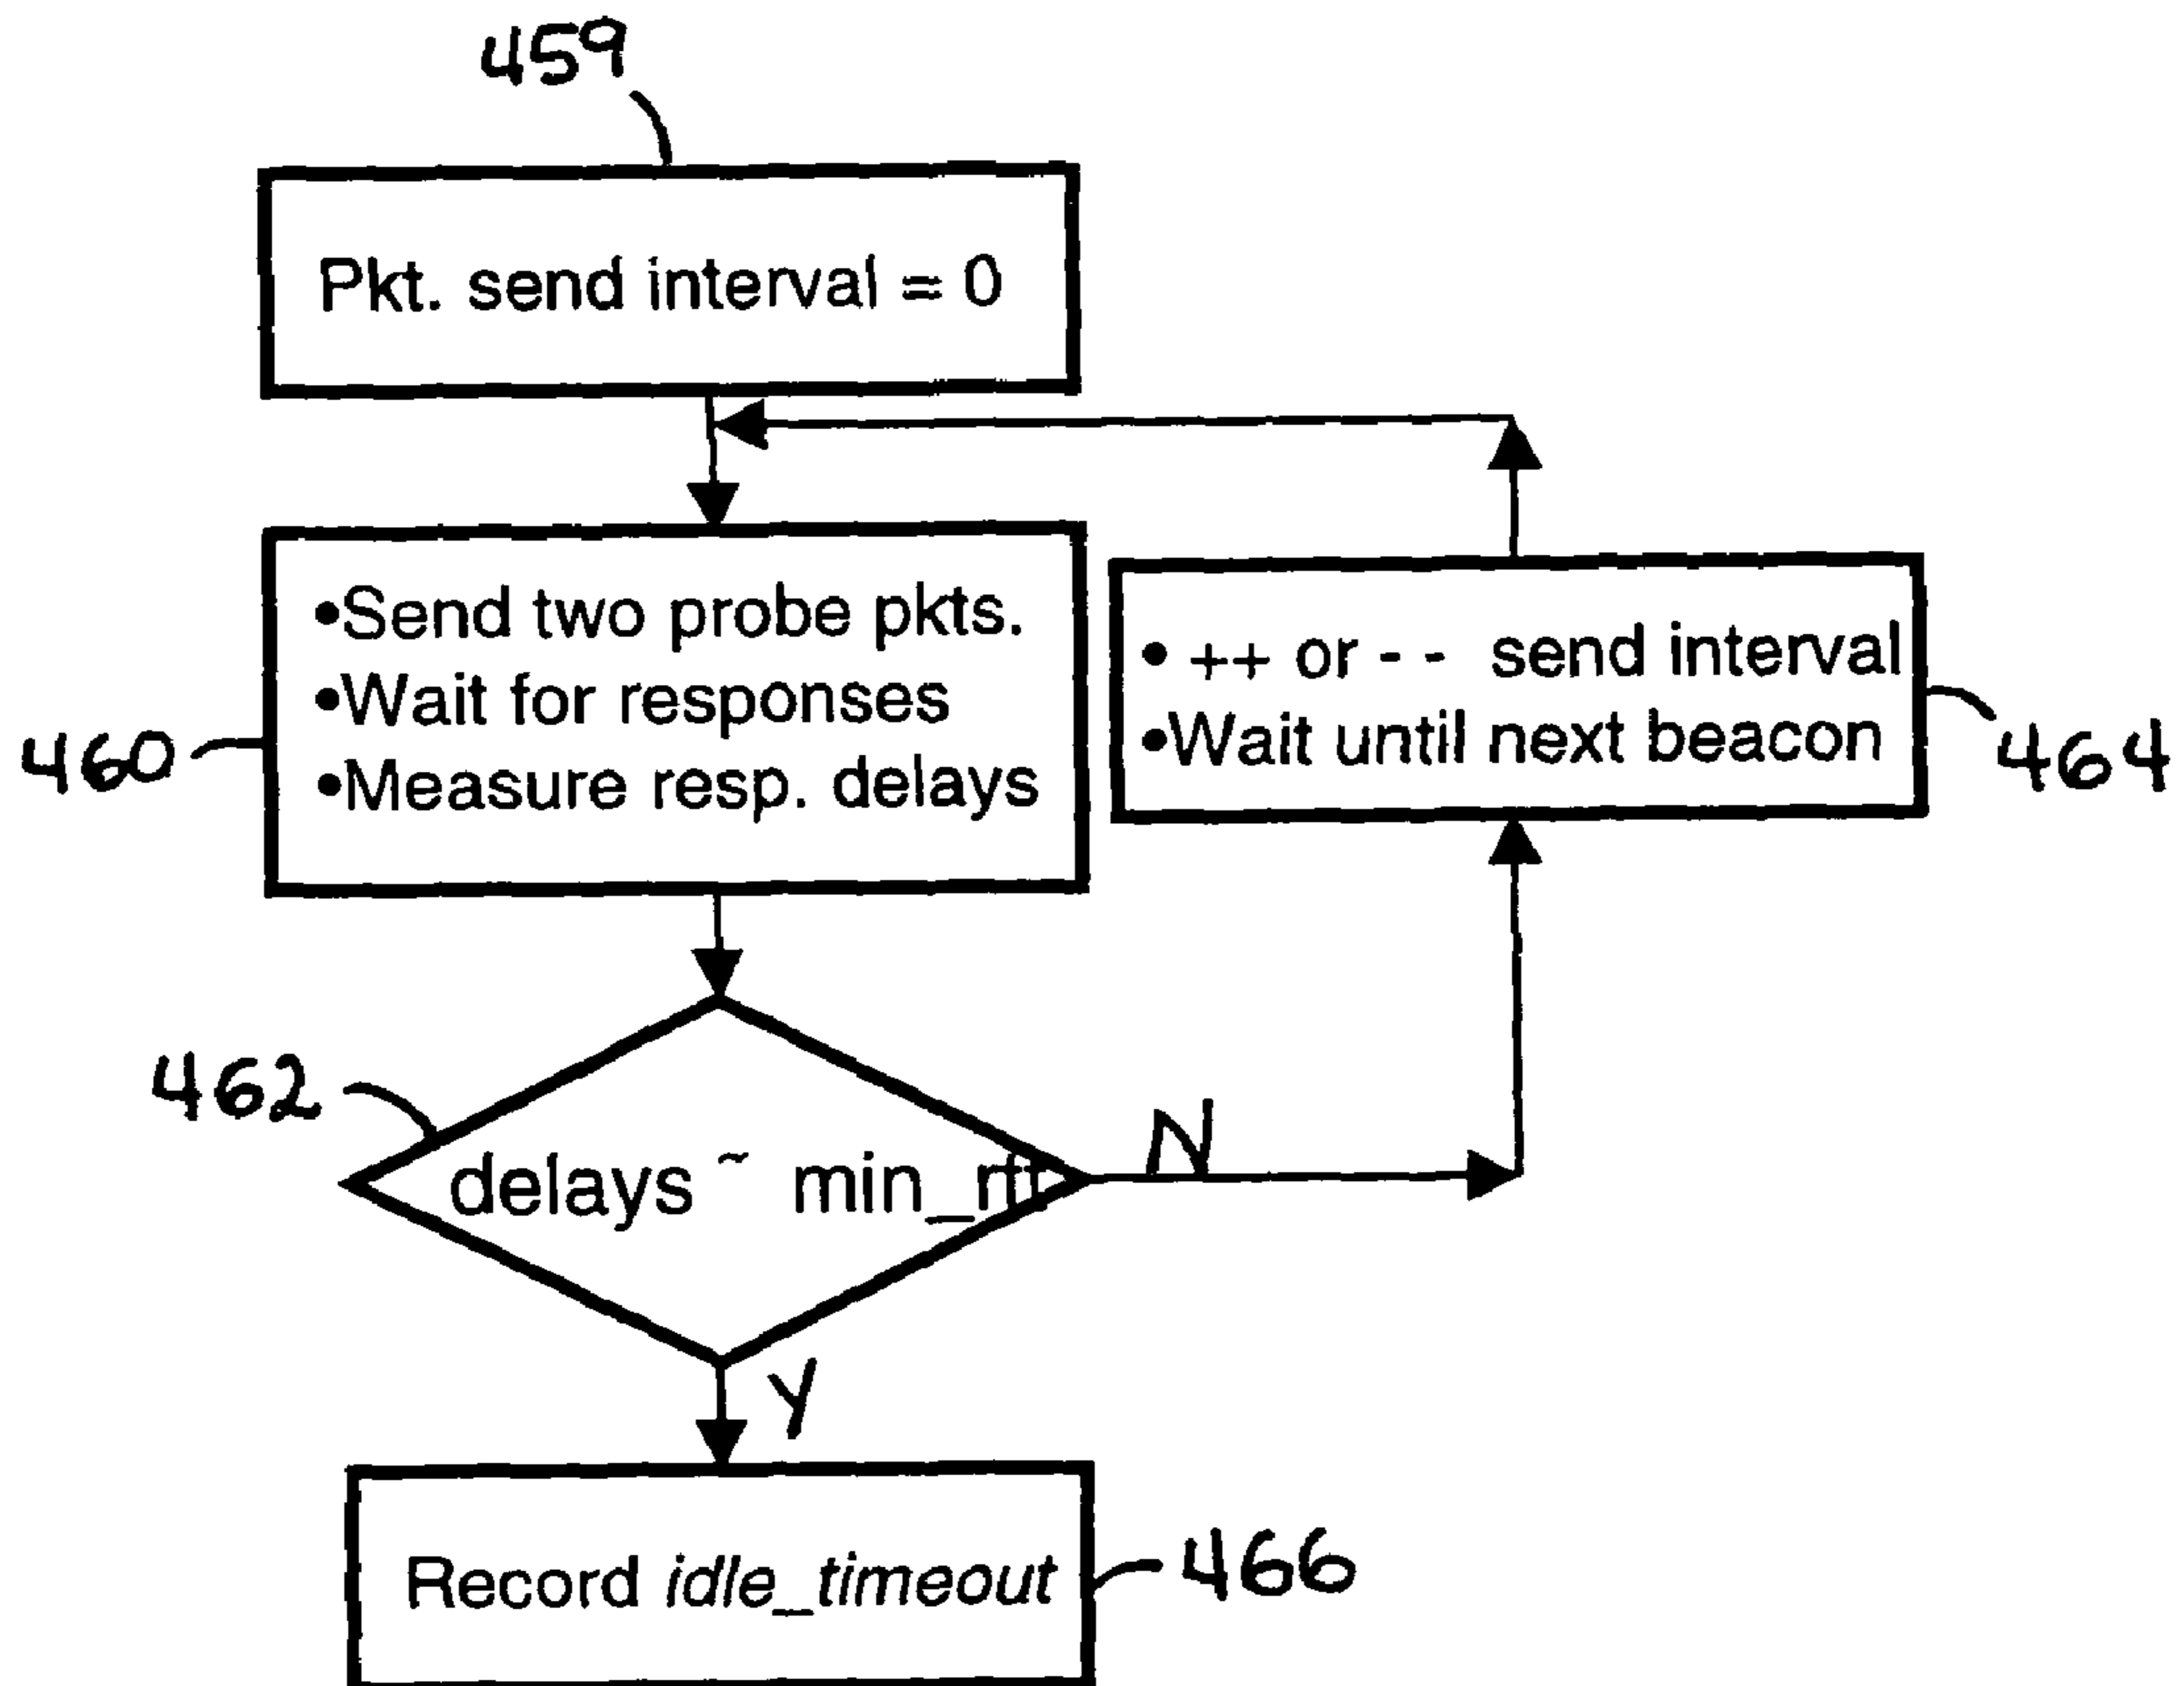 459
Pkt. send interval = 0
•Send two probe pkts.
•Wait for responses
•Measure resp. delays
460
• ++ or - - send interval
•Wait until next beacon
464
462
delays ~ min_rtt
N
Y
Record idle_timeout
466